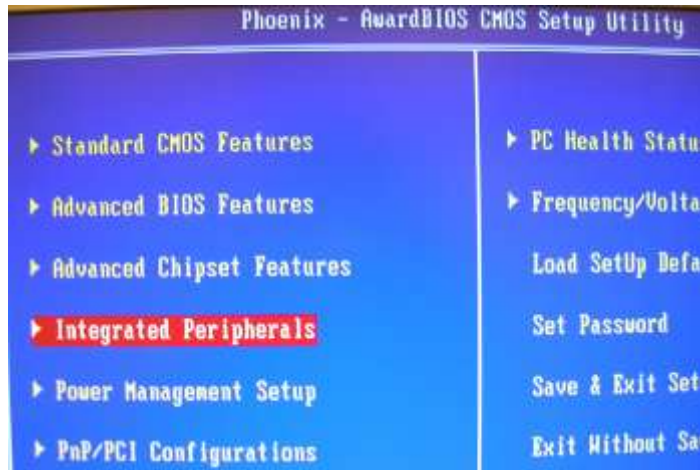 Phoenix - AwardBIOS CMOS Setup Utility
Standard CMOS Features
Advanced BIOS Features
Advanced Chipset Features
Integrated Peripherals
Power Management Setup
PnP/PCI Configurations
PC Health Statu
Frequency/Volta
Load SetUp Defa
Set Password
Save & Exit Set
Exit Without Sa